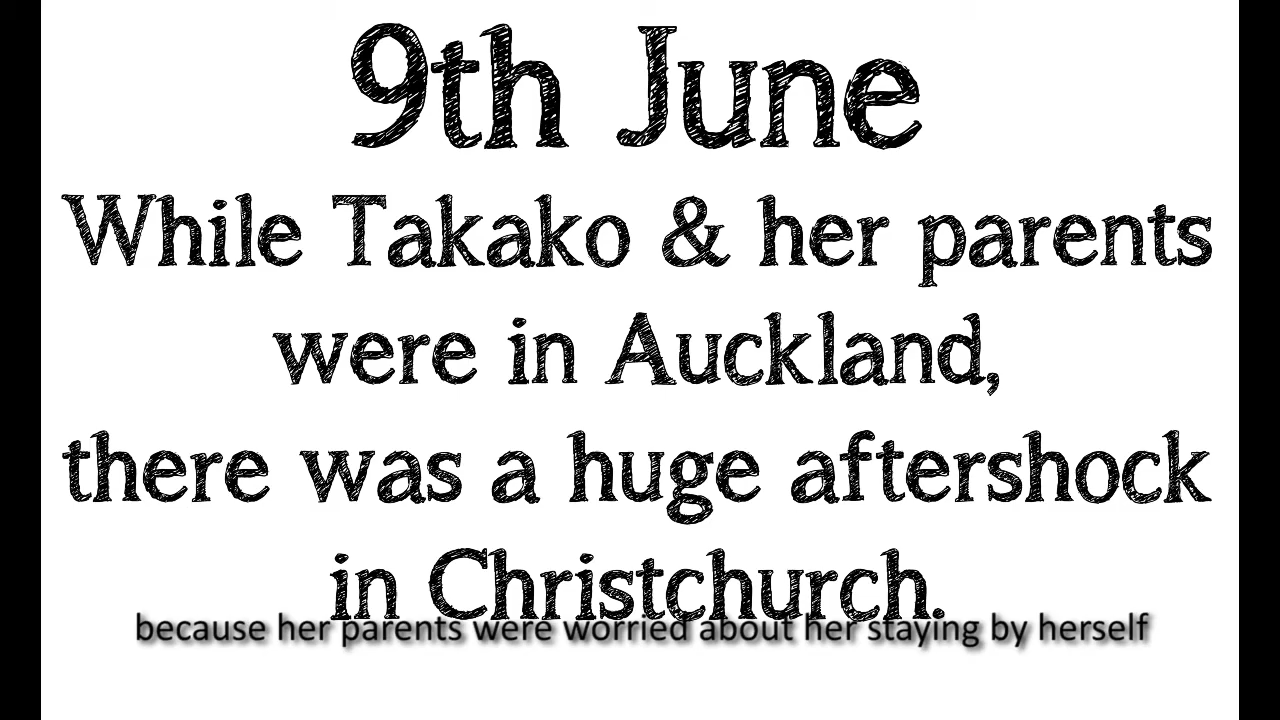 9th June
While Takako & her parents
were in Auckland,
there was a huge aftershock
in Christchurch.
because her parents were worried about her staying by herself